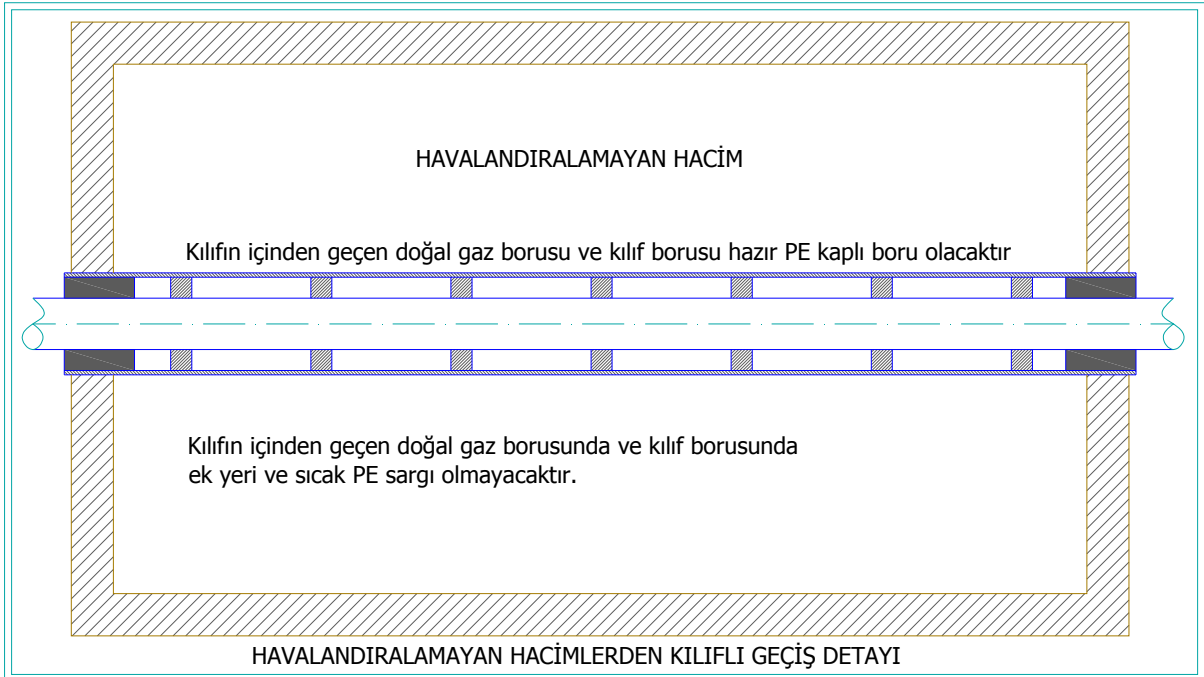 HAVALANDIRALAMAYAN HACİM
Kılıfın içinden geçen doğal gaz borusu ve kılıf borusu hazır PE kaplı boru olacaktır
Kılıfın içinden geçen doğal gaz borusunda ve kılıf borusunda
ek yeri ve sıcak PE sargı olmayacaktır.
HAVALANDIRALAMAYAN HACİMLERDEN KILIFLI GEÇİŞ DETAYI